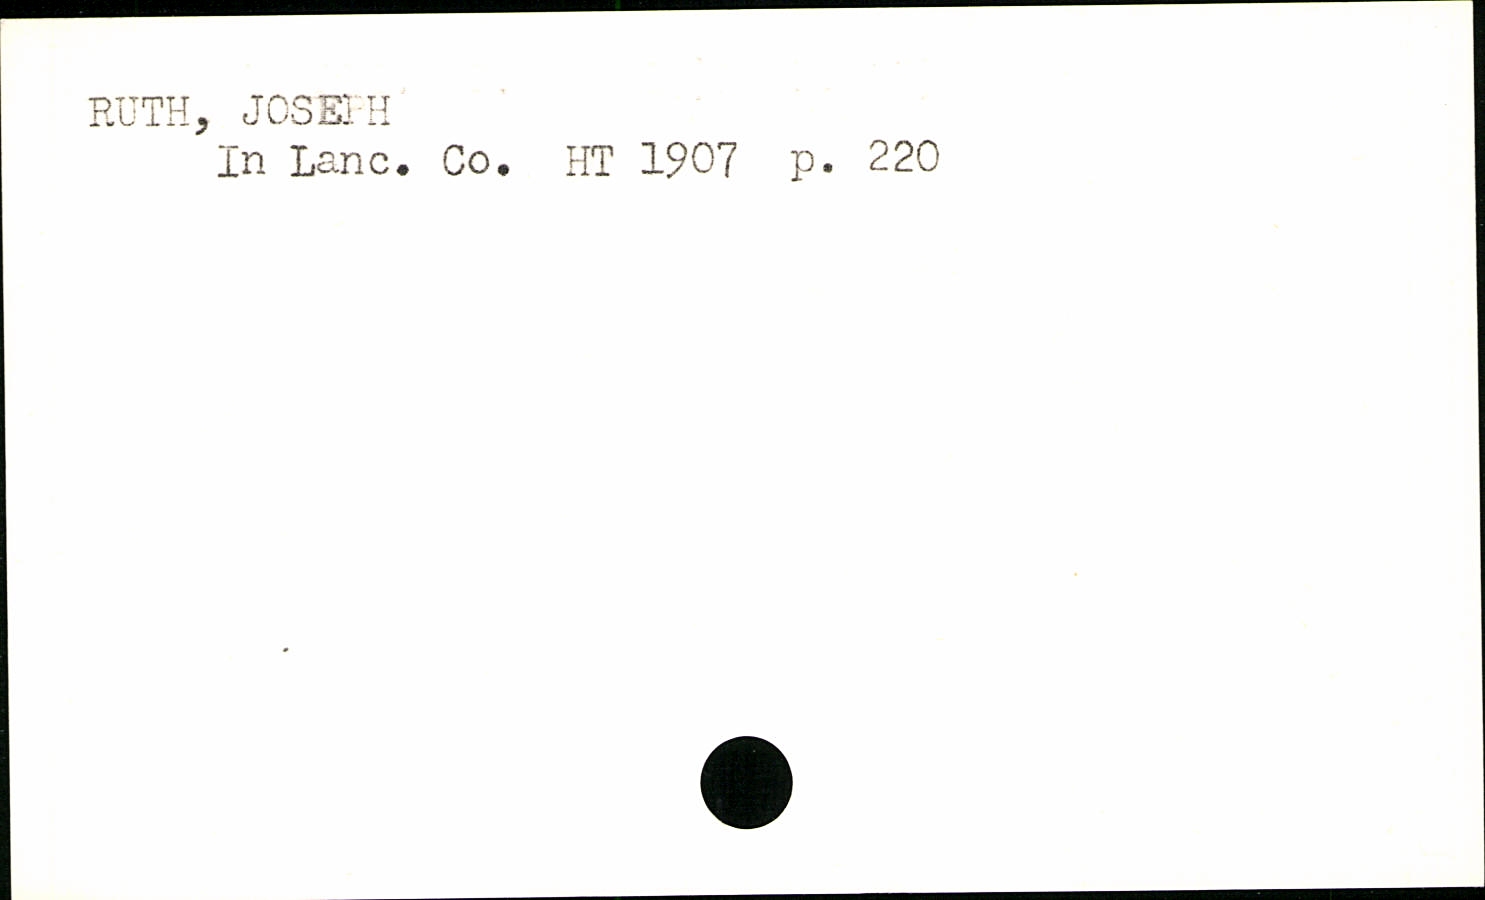 RUTH, JOSEPH
In Lanc. Co. HT 1907 p. 220